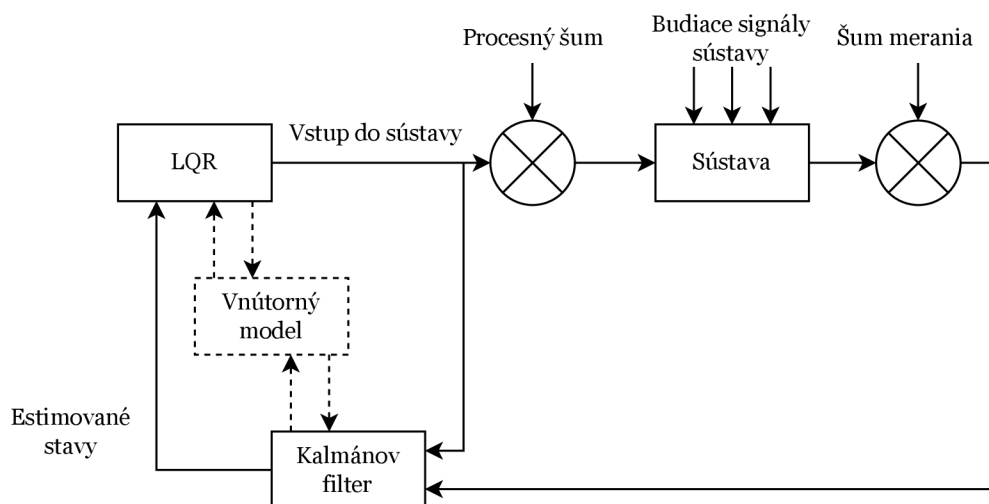 Procesný šum
Budiace signály
sústavy
Šum merania
LQR
Vstup do sústavy
Sústava
Vnútorný
model
Estimované
stavy
Kalmánov
filter